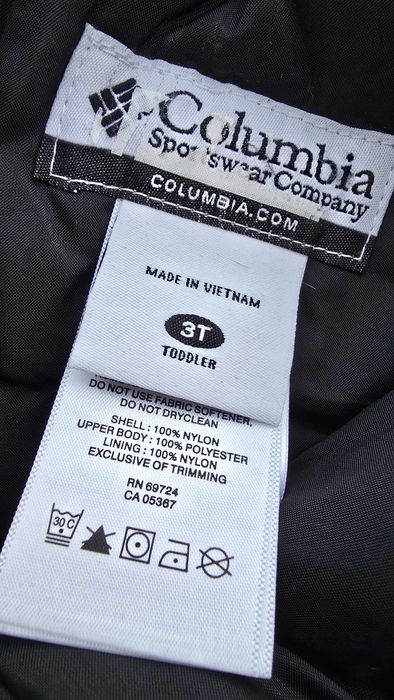 Columbia
Sportswear Company
COLUMBIA.COM
MADE IN VIETNAM
3T
TODDLER
DO NOT USE FABRIC SOFTENER,
DO NOT DRYCLEAN
SHELL : 100% NYLON
UPPER BODY : 100% POLYESTER
LINING : 100% NYLON
EXCLUSIVE OF TRIMMING
RN 69724
CA 05367
30 C